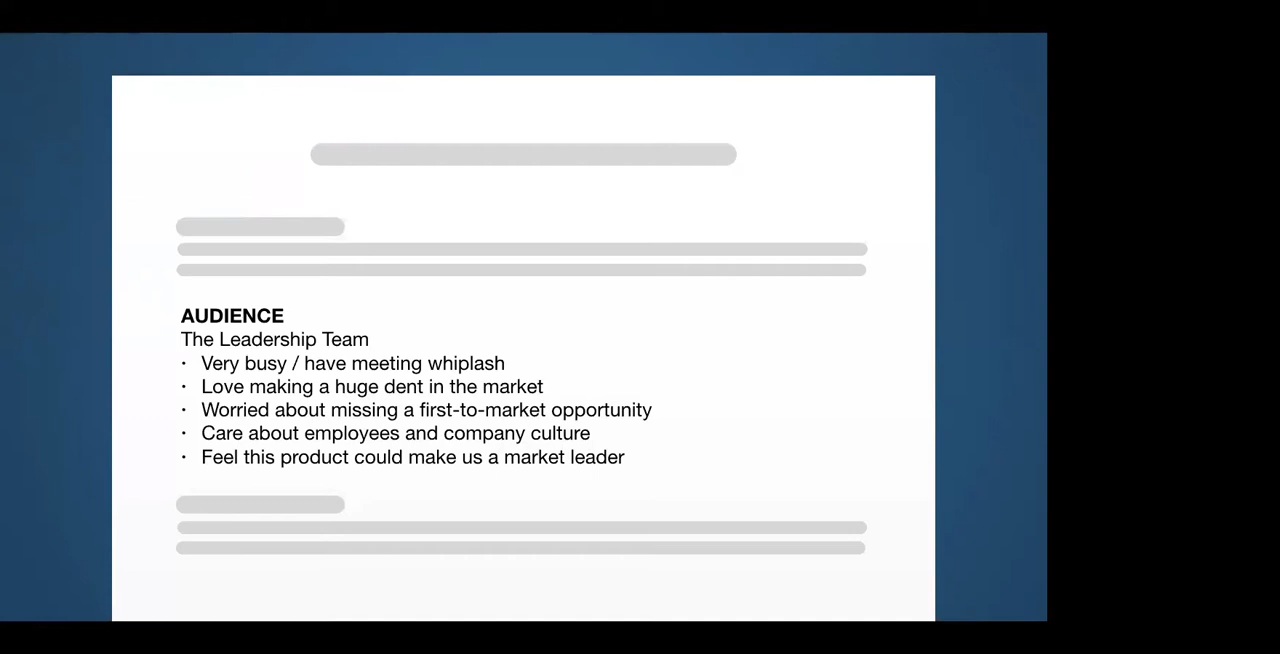 AUDIENCE
The Leadership Team
· Very busy / have meeting whiplash
· Love making a huge dent in the market
· Worried about missing a first-to-market opportunity
· Care about employees and company culture
· Feel this product could make us a market leader